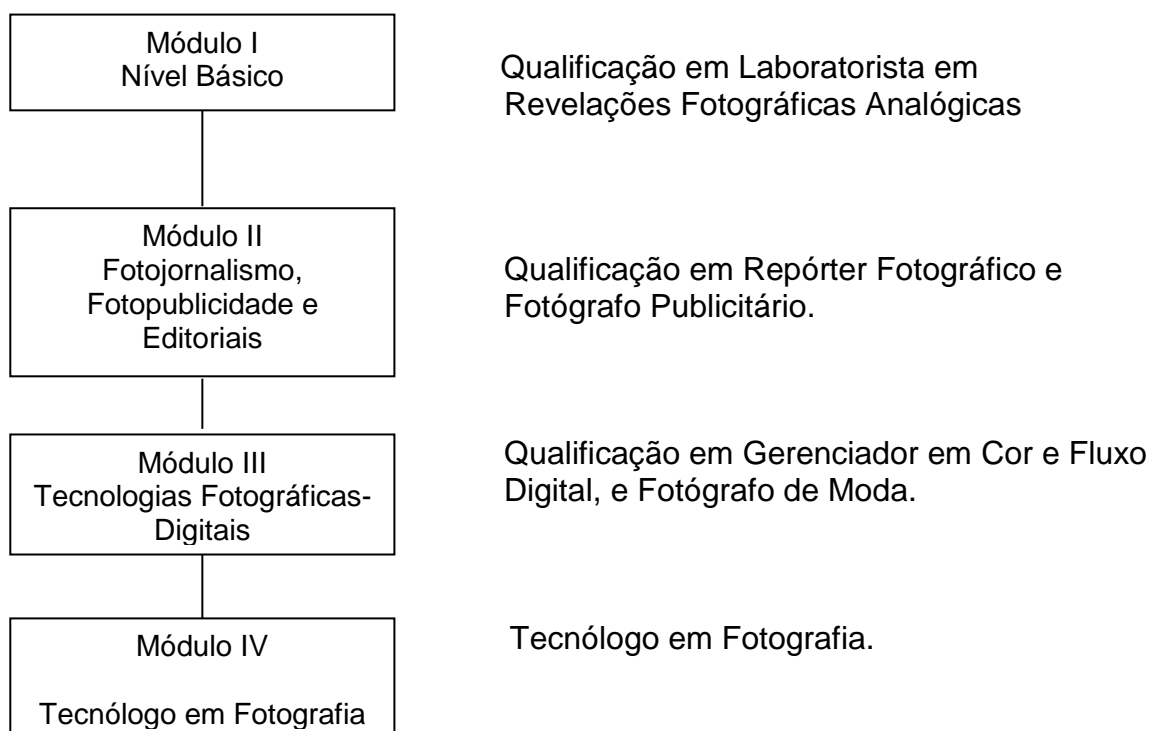 Módulo I
Nível Básico
Qualificação em Laboratorista em
Revelações Fotográficas Analógicas
Módulo II
Fotojornalismo,
Fotopublicidade e
Editoriais
Qualificação em Repórter Fotográfico e
Fotógrafo Publicitário.
Módulo III
Tecnologias Fotográficas-
Digitais
Qualificação em Gerenciador em Cor e Fluxo
Digital, e Fotógrafo de Moda.
Módulo IV
Tecnólogo em Fotografia
Tecnólogo em Fotografia.